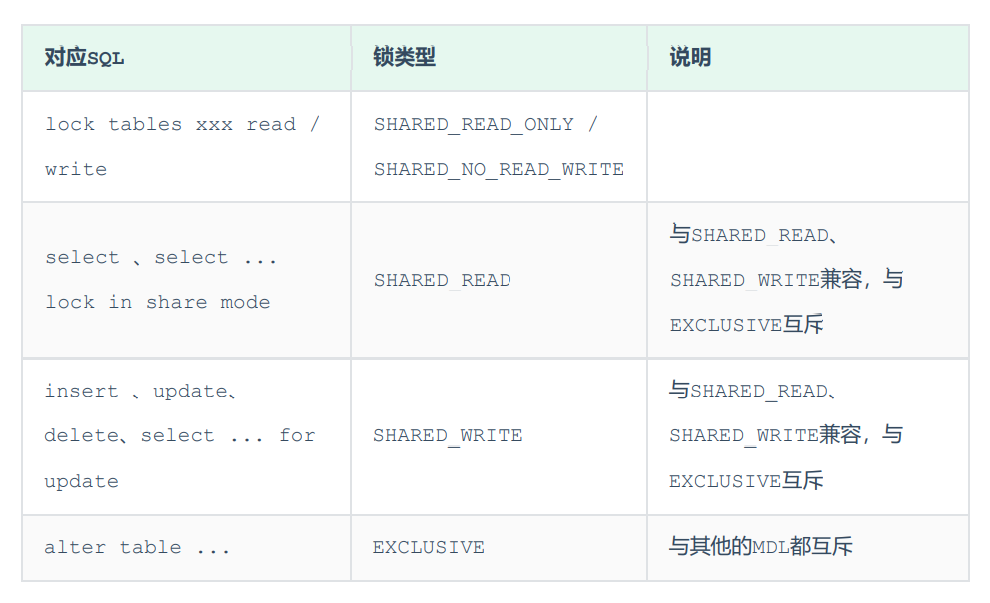 对应SQL
锁类型
说明
lock tables xxx read /
write
SHARED_READ_ONLY /
SHARED_NO_READ_WRITE
select 、select ...
lock in share mode
SHARED_READ
与SHARED_READ、
SHARED_WRITE兼容，与
EXCLUSIVE互斥
insert 、update、
delete、select ... for
update
SHARED_WRITE
与SHARED_READ、
SHARED_WRITE兼容，与
EXCLUSIVE互斥
alter table ...
EXCLUSIVE
与其他的MDL都互斥